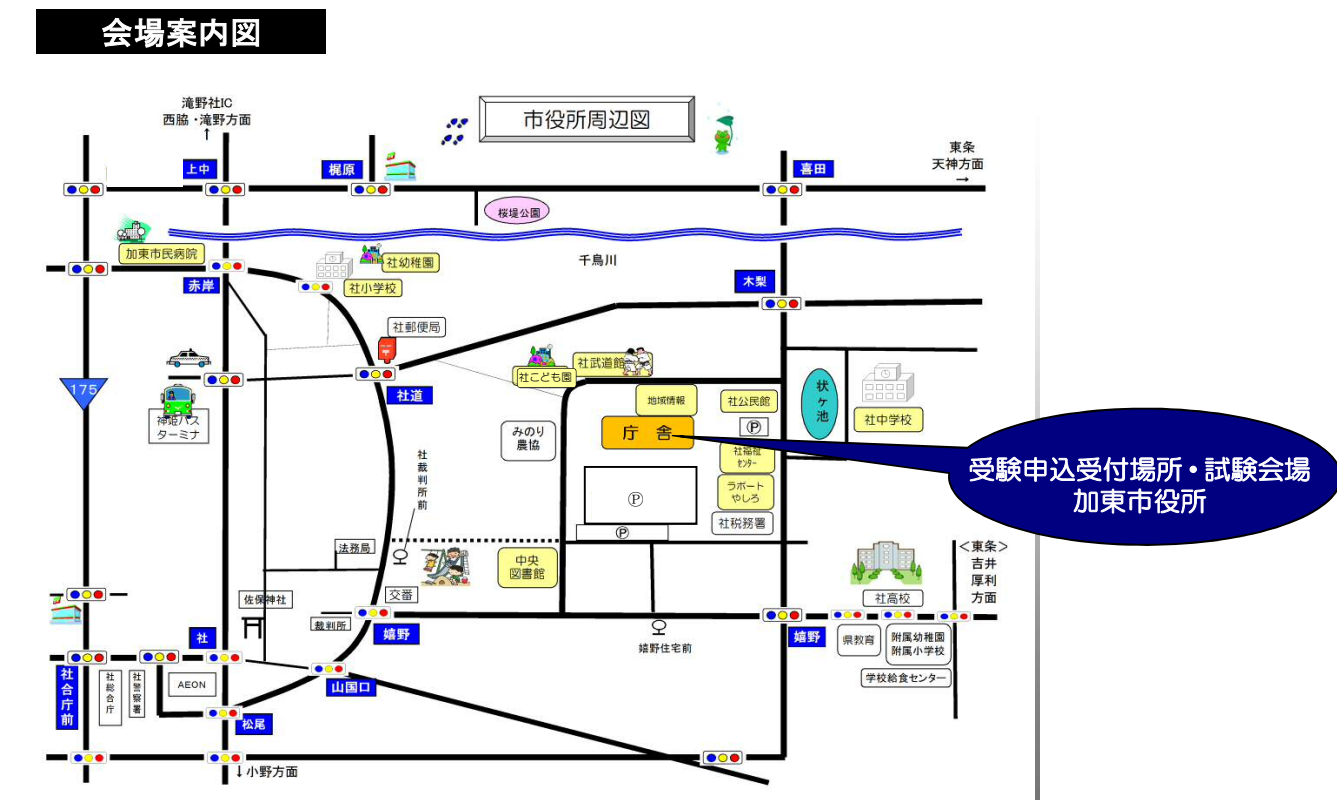 会場案内図
滝野社IC
西脇・滝野方面
↑
市役所周辺図
東条
天神方面
→
上中
梶原
喜田
桜堤公園
加東市民病院
社幼稚園
千鳥川
赤岸
社小学校
木梨
社郵便局
〒
社武道館
社こども園
175
社道
地域情報
社公民館
状ヶ池
社中学校
神姫バス
ターミナ
みのり
農協
庁 舎
Ⓟ
社福祉
センター
受験申込受付場所・試験会場
加東市役所
社裁判所前
Ⓟ
ラポート
やしろ
社税務署
Ⓟ
法務局
中央
図書館
<東条>
吉井
厚利
方面
佐保神社
交番
社高校
裁判所
嬉野
嬉野住宅前
嬉野
県教育
附属幼稚園
附属小学校
社
社合庁前
社総合庁
社警察署
AEON
山国口
学校給食センター
松尾
↓小野方面